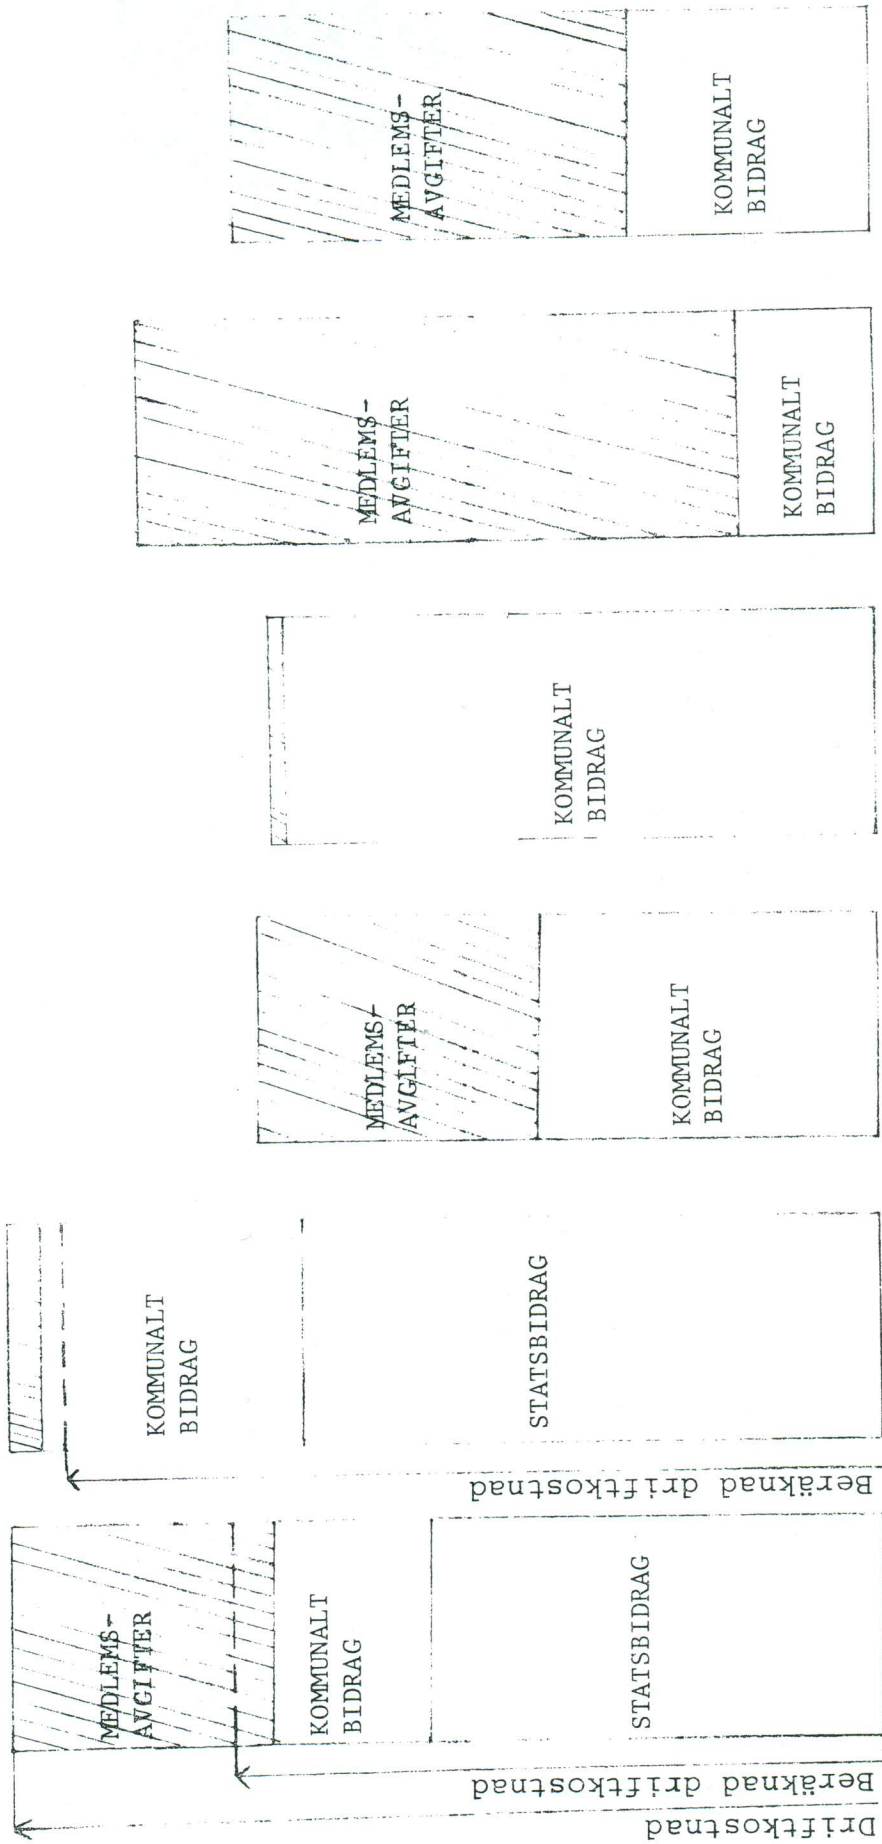 Driftkostnad
Beräknad driftkostnad
MEDLEMS-
AVGIFTER
KOMMUNALT
BIDRAG
STATSBIDRAG
Beräknad driftkostnad
KOMMUNALT
BIDRAG
STATSBIDRAG
MEDLEMS-
AVGIFTER
KOMMUNALT
BIDRAG
KOMMUNALT
BIDRAG
MEDLEMS-
AVGIFTER
KOMMUNALT
BIDRAG
MEDLEMS-
AVGIFTER
KOMMUNALT
BIDRAG